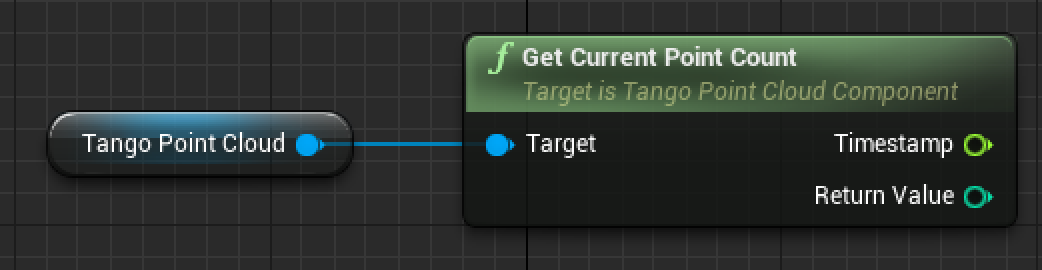 Get Current Point Count
Target is Tango Point Cloud Component
Tango Point Cloud
Target
Timestamp
Return Value